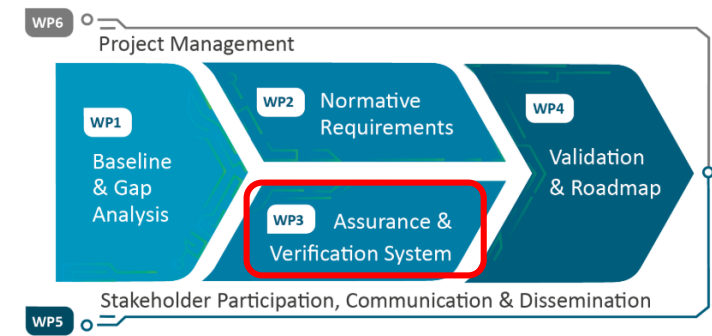 WP6
Project Management
WP1
Baseline
& Gap
Analysis
WP2
Normative
Requirements
WP3
Assurance &
Verification System
WP4
Validation
& Roadmap
Stakeholder Participation, Communication & Dissemination
WP5